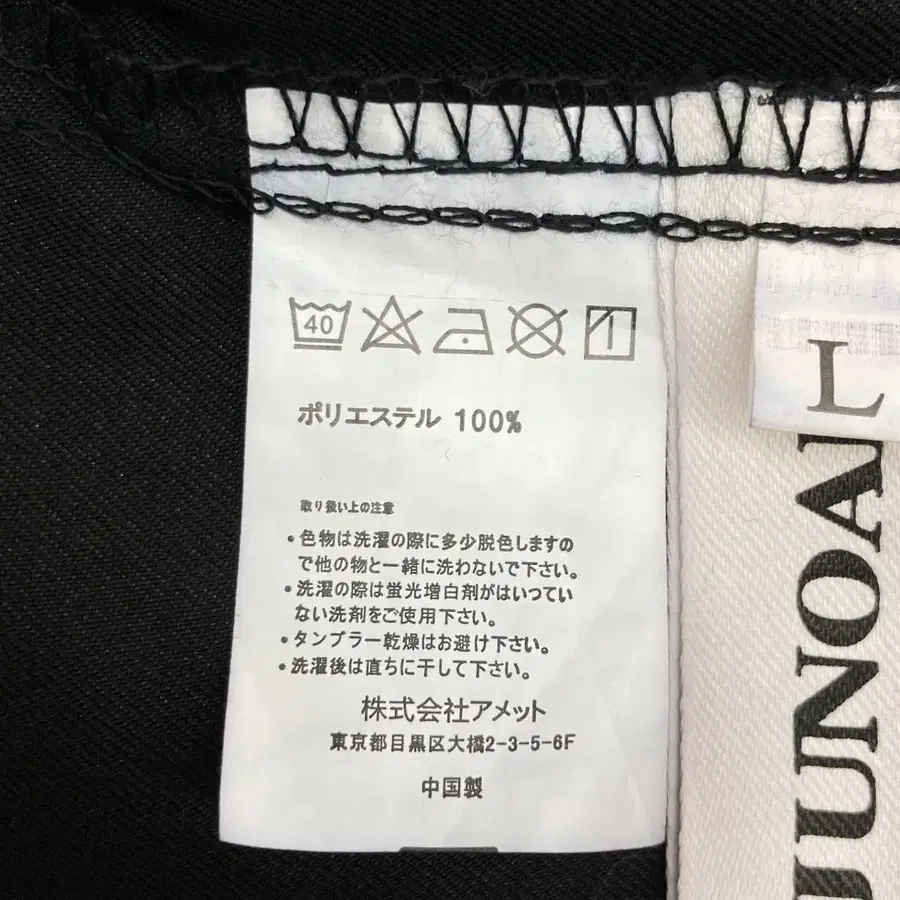 40
ポリエステル 100%
取り扱い上の注意
・色物は洗濯の際に多少脱色しますの
で他の物と一緒に洗わないで下さい。
・洗濯の際は蛍光増白剤がはいってい
ない洗剤をご使用下さい。
・タンブラー乾燥はお避け下さい。
・洗濯後は直ちに干して下さい。
株式会社アメット
東京都目黒区大橋2-3-5-6F
中国製
L